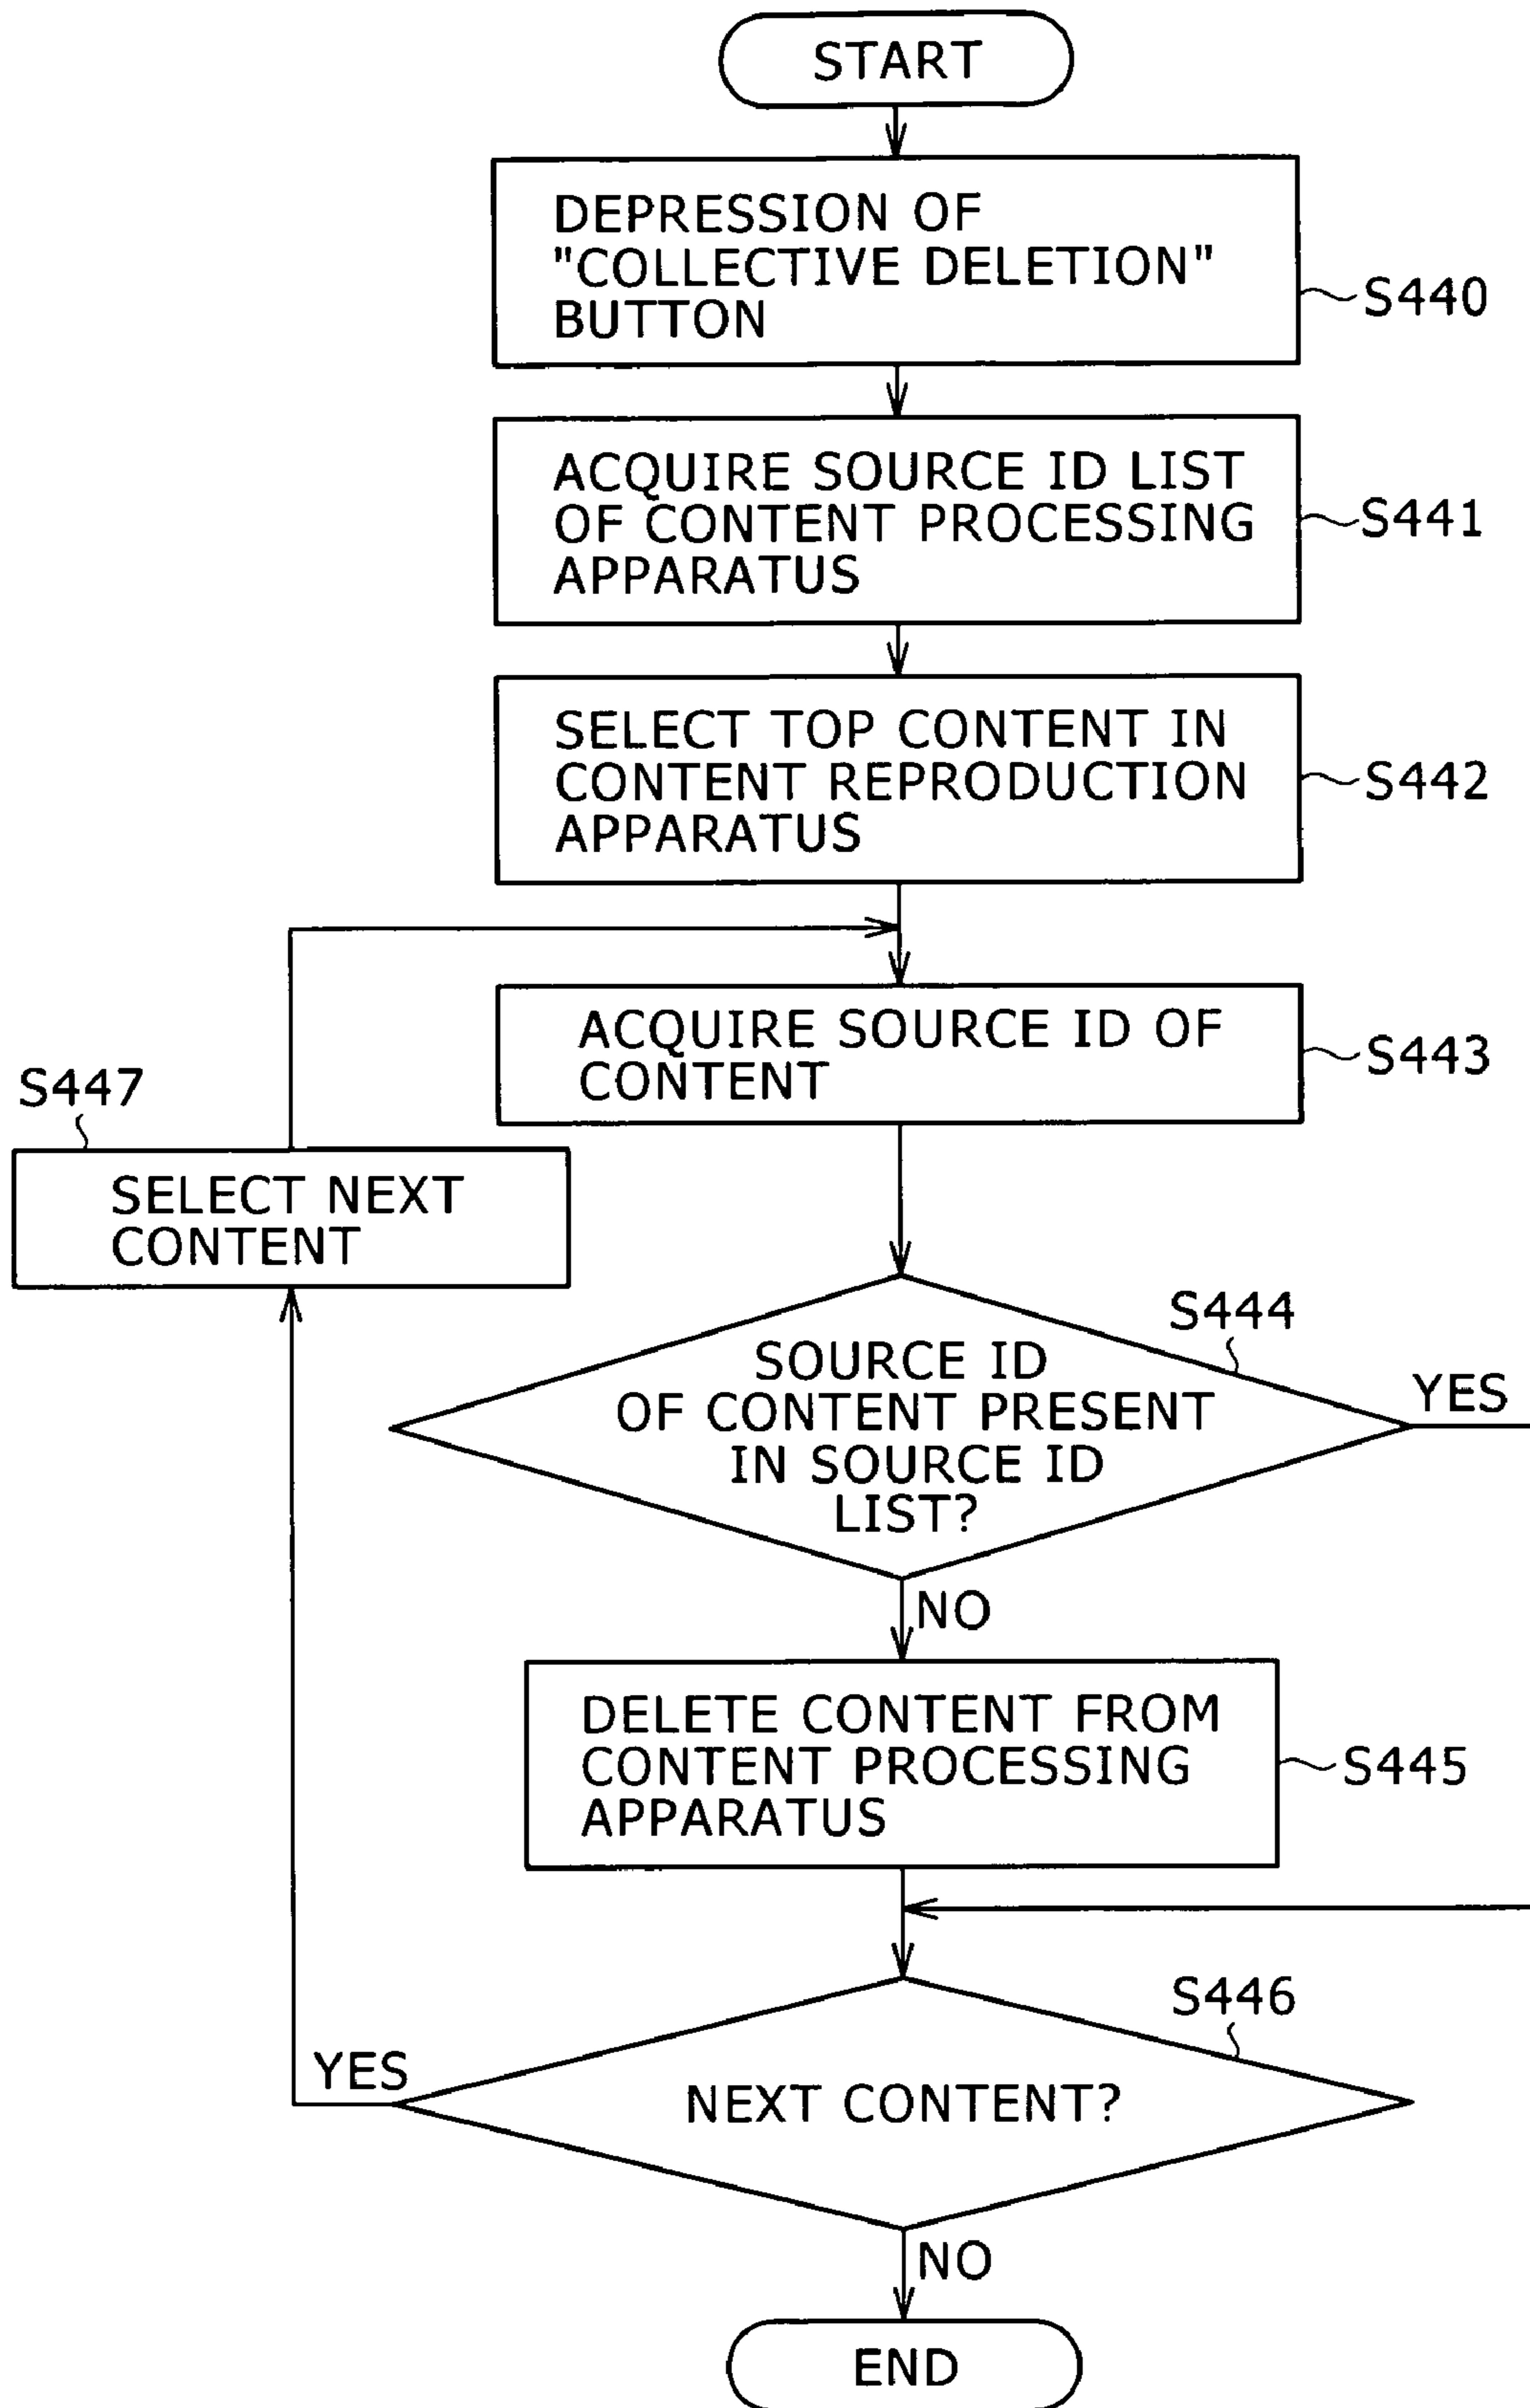 START
DEPRESSION OF
"COLLECTIVE DELETION"
BUTTON
S440
ACQUIRE SOURCE ID LIST
OF CONTENT PROCESSING
APPARATUS
S441
SELECT TOP CONTENT IN
CONTENT REPRODUCTION
APPARATUS
S442
ACQUIRE SOURCE ID OF
CONTENT
S443
S447
SELECT NEXT
CONTENT
S444
SOURCE ID
OF CONTENT PRESENT
IN SOURCE ID
LIST?
YES
NO
DELETE CONTENT FROM
CONTENT PROCESSING
APPARATUS
S445
S446
YES
NEXT CONTENT?
NO
END